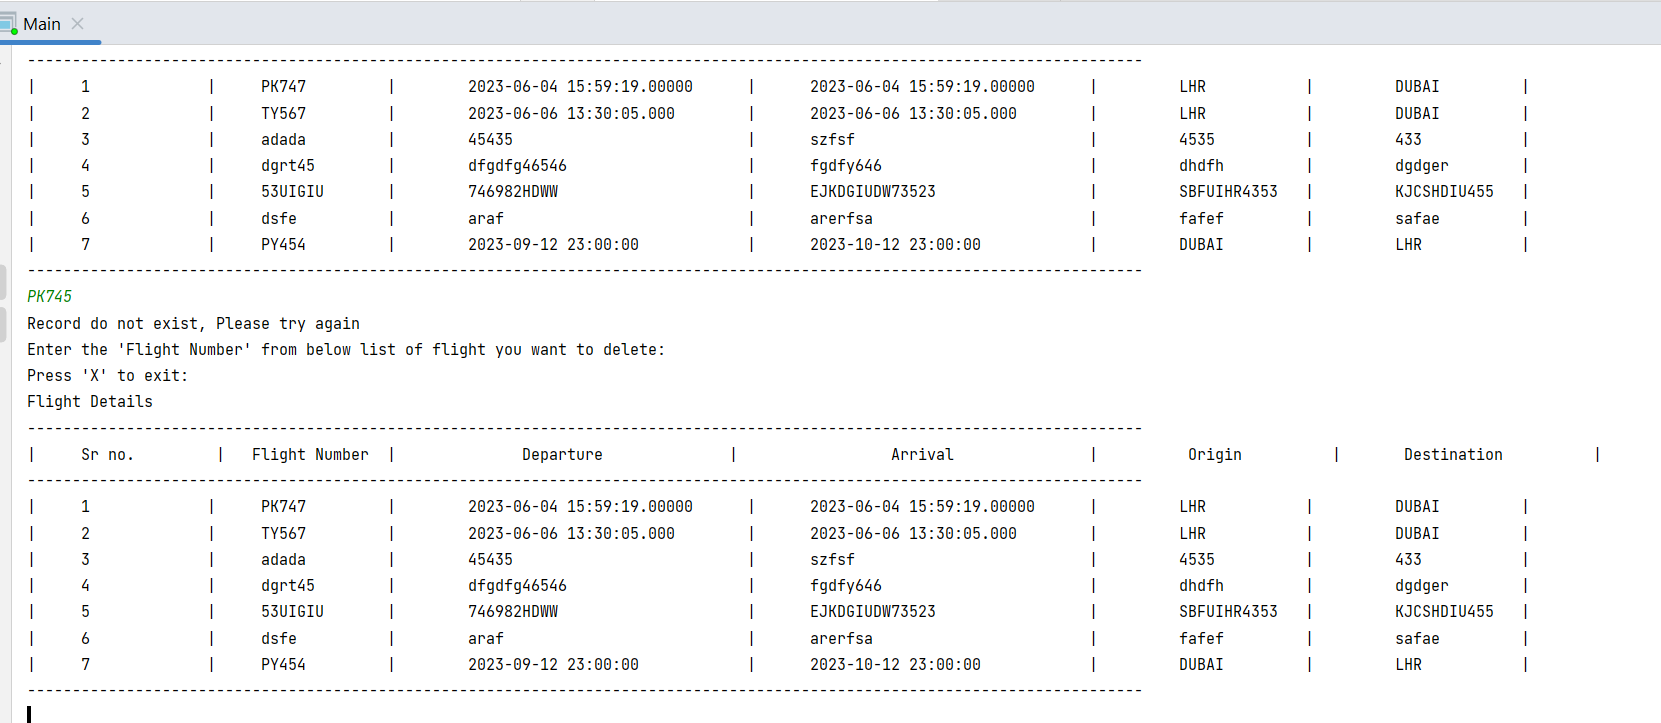 Main
---------------------------------------------------------------------------------------------------------------------------
| 1 | PK747 | 2023-06-04 15:59:19.00000 | 2023-06-04 15:59:19.00000 | LHR | DUBAI |
| 2 | TY567 | 2023-06-06 13:30:05.000 | 2023-06-06 13:30:05.000 | LHR | DUBAI |
| 3 | adada | 45435 | szfsf | 4535 | 433 |
| 4 | dgrt45 | dfgdfg46546 | fgdfy646 | dhdfh | dgdger |
| 5 | 53UIGIU | 746982HDWW | EJKDGIUDW73523 | SBFUIHR4353 | KJCSHDIU455 |
| 6 | dsfe | araf | arerfsa | fafef | safae |
| 7 | PY454 | 2023-09-12 23:00:00 | 2023-10-12 23:00:00 | DUBAI | LHR |
---------------------------------------------------------------------------------------------------------------------------
PK745
Record do not exist, Please try again
Enter the 'Flight Number' from below list of flight you want to delete:
Press 'X' to exit:
Flight Details
---------------------------------------------------------------------------------------------------------------------------
| Sr no. | Flight Number | Departure | Arrival | Origin | Destination |
---------------------------------------------------------------------------------------------------------------------------
| 1 | PK747 | 2023-06-04 15:59:19.00000 | 2023-06-04 15:59:19.00000 | LHR | DUBAI |
| 2 | TY567 | 2023-06-06 13:30:05.000 | 2023-06-06 13:30:05.000 | LHR | DUBAI |
| 3 | adada | 45435 | szfsf | 4535 | 433 |
| 4 | dgrt45 | dfgdfg46546 | fgdfy646 | dhdfh | dgdger |
| 5 | 53UIGIU | 746982HDWW | EJKDGIUDW73523 | SBFUIHR4353 | KJCSHDIU455 |
| 6 | dsfe | araf | arerfsa | fafef | safae |
| 7 | PY454 | 2023-09-12 23:00:00 | 2023-10-12 23:00:00 | DUBAI | LHR |
---------------------------------------------------------------------------------------------------------------------------